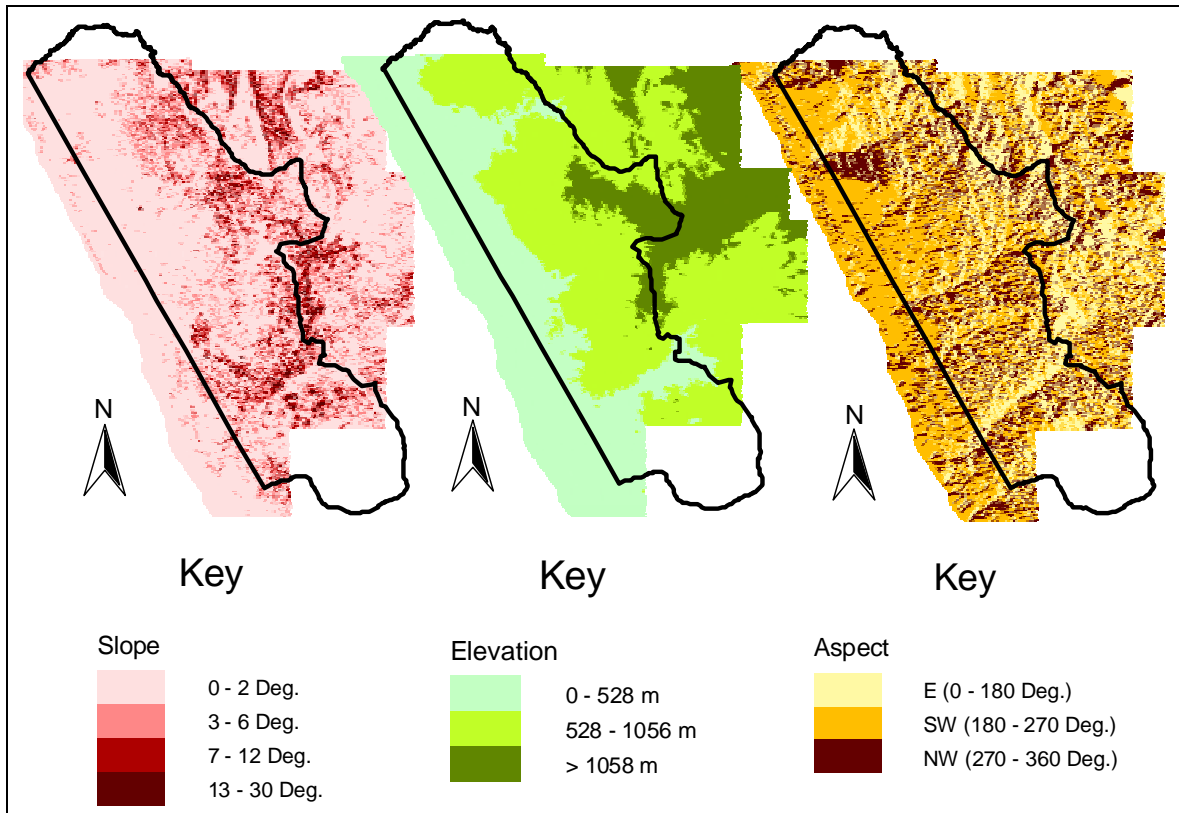 N
N
N
Key
Key
Key
Slope
0 - 2 Deg.
3 - 6 Deg.
7 - 12 Deg.
13 - 30 Deg.
Elevation
0 - 528 m
528 - 1056 m
> 1058 m
Aspect
E (0 - 180 Deg.)
SW (180 - 270 Deg.)
NW (270 - 360 Deg.)